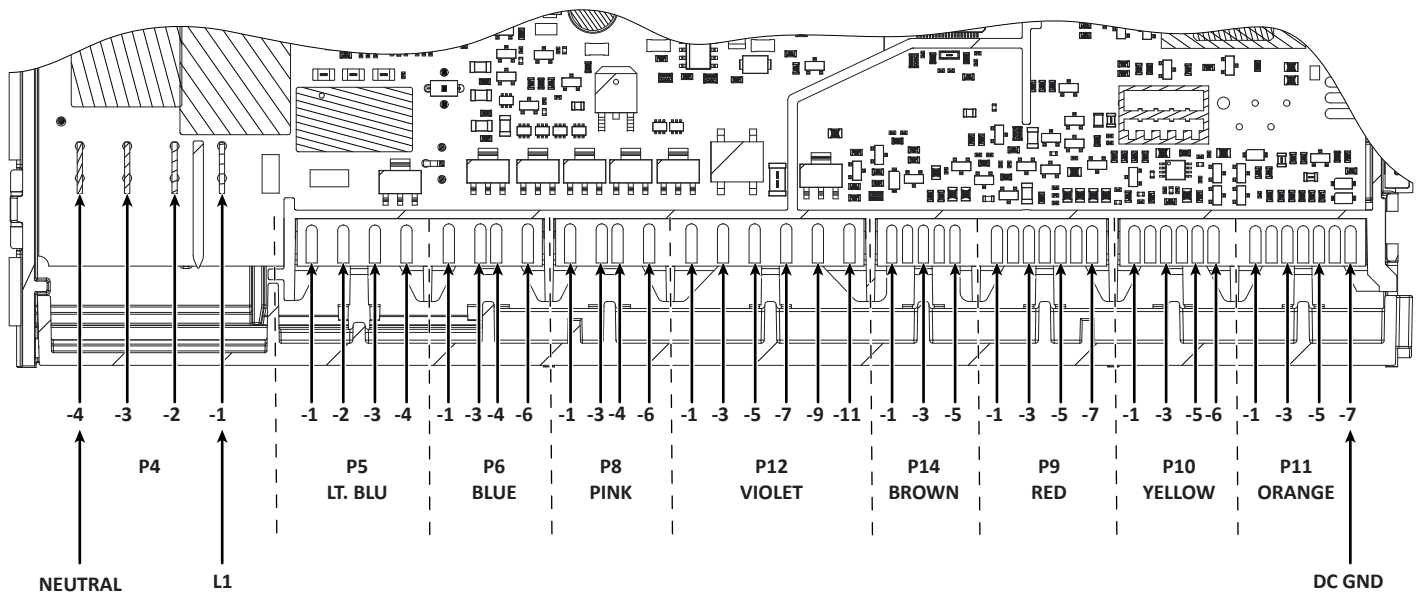 -4 -3 -2 -1 -1 -2 -3 -4 -1 -3 -4 -6 -1 -3 -4 -6 -1 -3 -5 -7 -9 -11 -1 -3 -5 -1 -3 -5 -7 -1 -3 -5 -6 -1 -3 -5 -7
P4 P5 P6 P8 P12 P14 P9 P10 P11
LT. BLU BLUE PINK VIOLET BROWN RED YELLOW ORANGE
NEUTRAL L1 DC GND